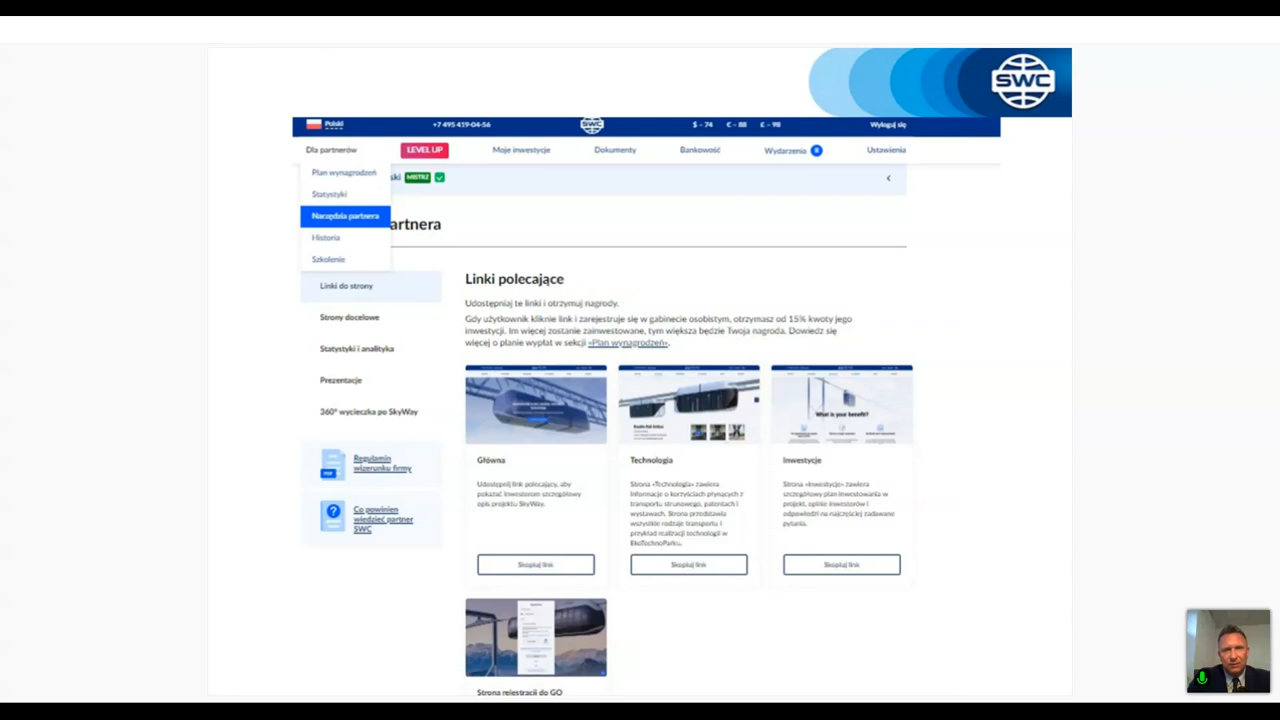 SWC
Polski
+7 495 419-04-56
SWC
$ – 74 € – 88 £ – 98
Wyloguj się
Dla partnerów
LEVEL UP
Moje inwestycje
Dokumenty
Bankowość
Wydarzenia
Ustawienia
Plan wynagrodzeń
ski MISTRZ
Statystyki
Narzędzia partnera
artnera
Historia
Szkolenie
Linki do strony
Strony docelowe
Statystyki i analityka
Prezentacje
360° wycieczka po SkyWay
PDF
Regulamin
wizerunku firmy
?
Co powinien
wiedzieć partner
SWC
Linki polecające
Udostępniaj te linki i otrzymuj nagrody.
Gdy użytkownik kliknie link i zarejestruje się w gabinecie osobistym, otrzymasz od 15% kwoty jego
inwestycji. Im więcej zostanie zainwestowane, tym większa będzie Twoja nagroda. Dowiedz się
więcej o planie wypłat w sekcji «Plan wynagrodzeń».
What is your benefit?
Główna
Udostępnij link polecający, aby
pokazać inwestorom szczegółowy
opis projektu SkyWay.
Skopiuj link
Technologia
Strona «Technologia» zawiera
informacje o korzyściach płynących z
transportu strunowego, patentach i
wystawach. Strona przedstawia
wszystkie rodzaje transportu i
przykład realizacji technologii w
EkoTechnoParku.
Skopiuj link
Inwestycje
Strona «Inwestycje» zawiera
szczegółowy plan inwestowania w
projekt, opinie inwestorów i
odpowiedzi na najczęściej zadawane
pytania.
Skopiuj link
Strona rejestracji do GO